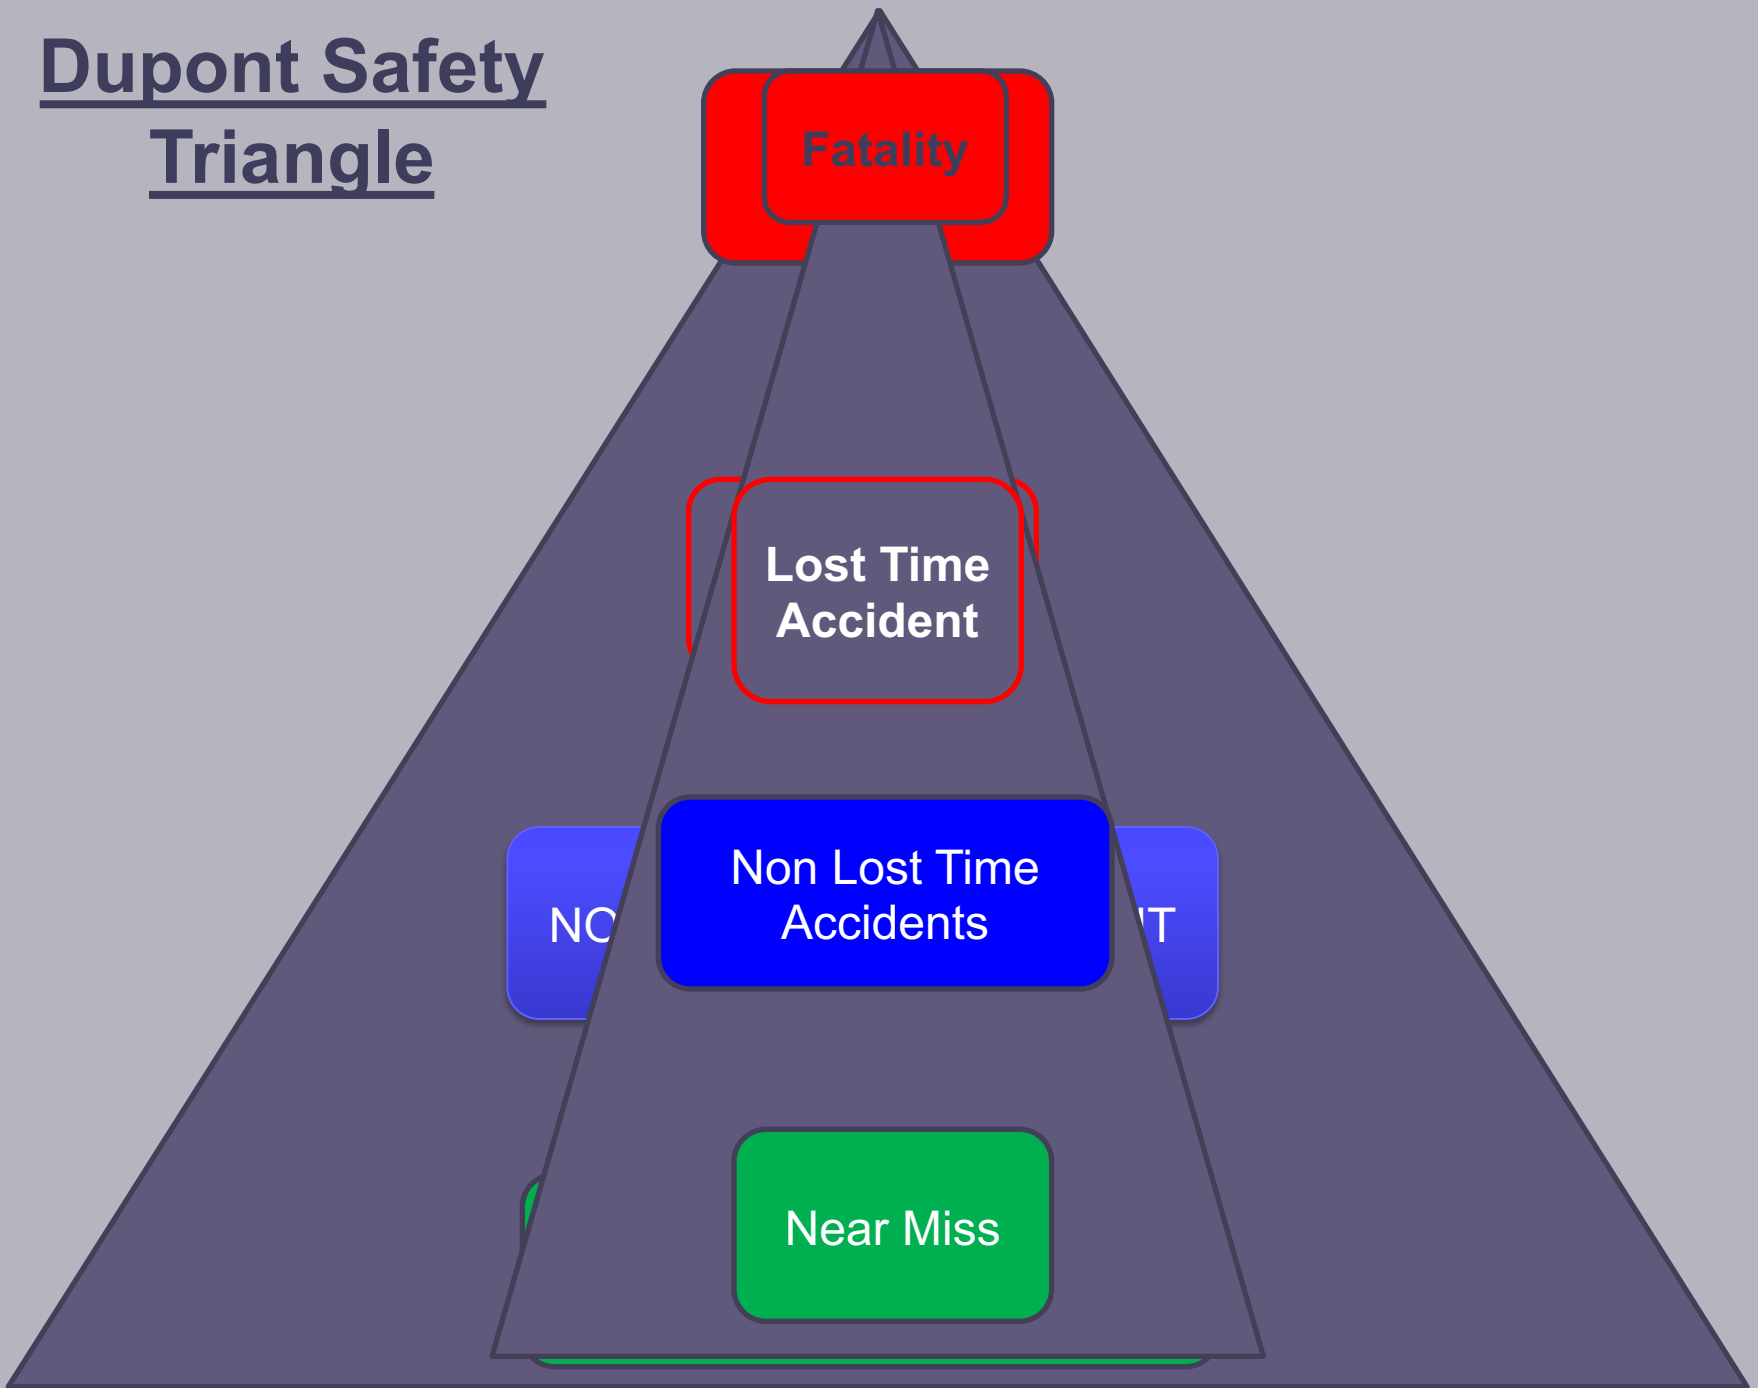 Dupont Safety
Triangle
Fatality
Lost Time
Accident
Non Lost Time
Accidents
Near Miss